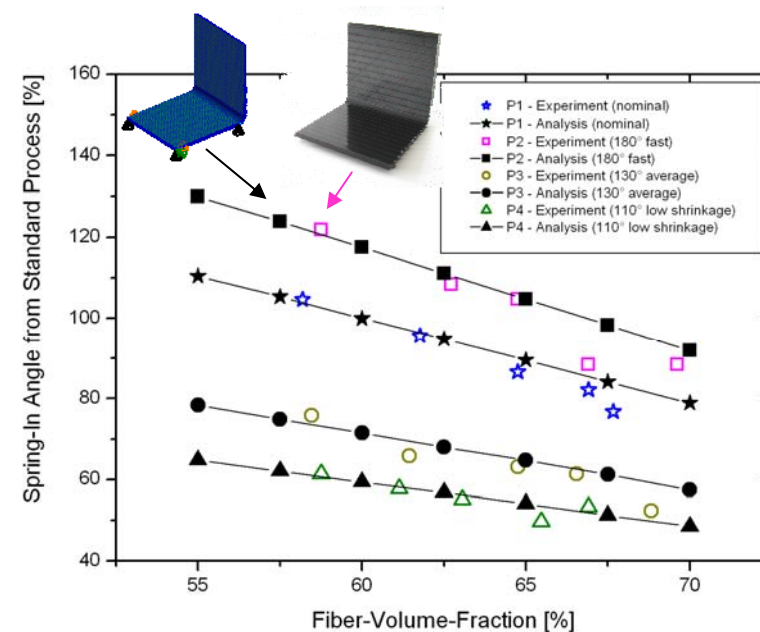 160
140
120
100
80
60
40
55
60
65
70
Spring-In Angle from Standard Process [%]
Fiber-Volume-Fraction [%]
P1 - Experiment (nominal)
P1 - Analysis (nominal)
P2 - Experiment (180° fast)
P2 - Analysis (180° fast)
P3 - Experiment (130° average)
P3 - Analysis (130° average)
P4 - Experiment (110° low shrinkage)
P4 - Analysis (110° low shrinkage)